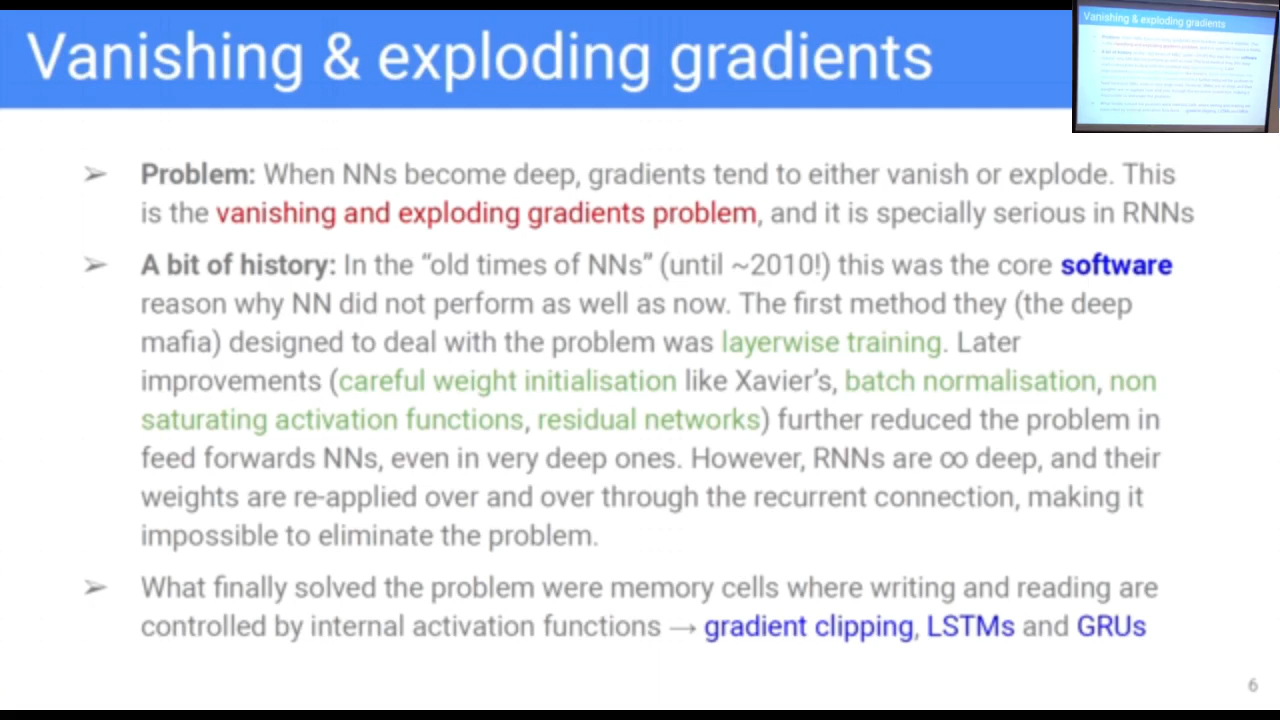 Vanishing & exploding gradients
Vanishing & exploding gradients
➢ Problem: When NNs become deep, gradients tend to either vanish or explode. This
is the vanishing and exploding gradients problem, and it is specially serious in RNNs
➢ A bit of history: In the “old times of NNs” (until ~2010!) this was the core software
reason why NN did not perform as well as now. The first method they (the deep
mafia) designed to deal with the problem was layerwise training. Later
improvements (careful weight initialisation like Xavier’s, batch normalisation, non
saturating activation functions, residual networks) further reduced the problem in
feed forwards NNs, even in very deep ones. However, RNNs are ∞ deep, and their
weights are re-applied over and over through the recurrent connection, making it
impossible to eliminate the problem.
➢ What finally solved the problem were memory cells where writing and reading are
controlled by internal activation functions → gradient clipping, LSTMs and GRUs
6